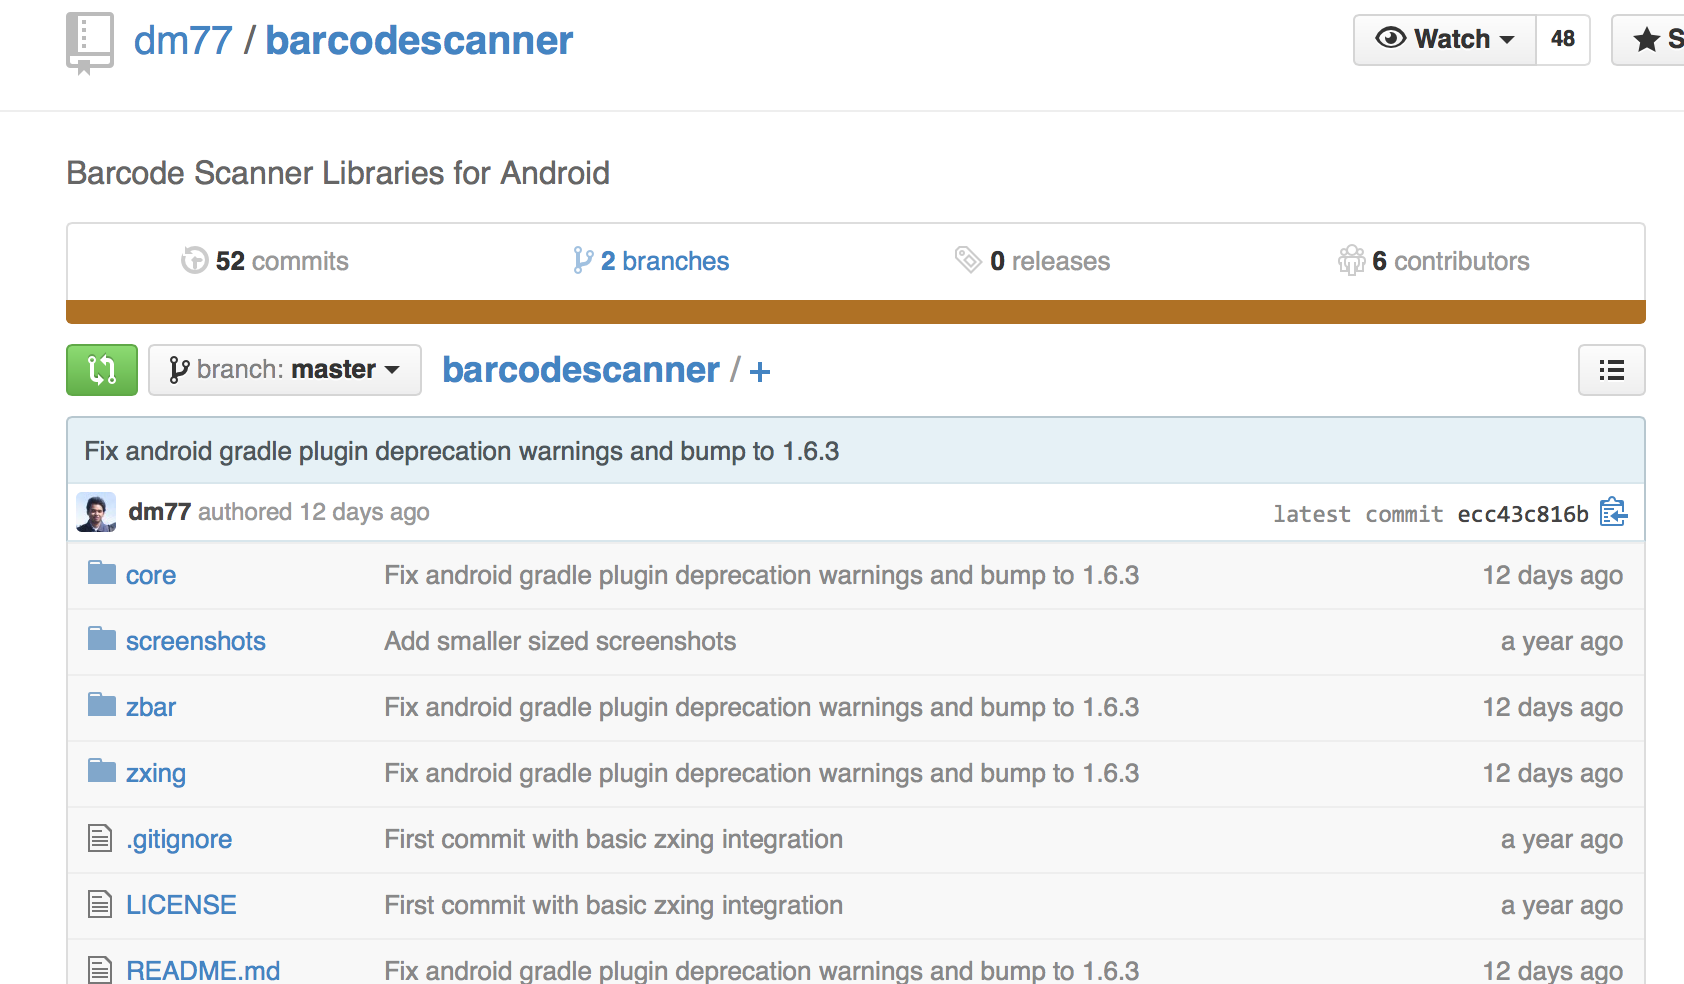 dm77 / barcodescanner
Watch 48
Barcode Scanner Libraries for Android
52 commits 2 branches 0 releases 6 contributors
branch: master barcodescanner / +
Fix android gradle plugin deprecation warnings and bump to 1.6.3
dm77 authored 12 days ago latest commit ecc43c816b
core Fix android gradle plugin deprecation warnings and bump to 1.6.3 12 days ago
screenshots Add smaller sized screenshots a year ago
zbar Fix android gradle plugin deprecation warnings and bump to 1.6.3 12 days ago
zxing Fix android gradle plugin deprecation warnings and bump to 1.6.3 12 days ago
.gitignore First commit with basic zxing integration a year ago
LICENSE First commit with basic zxing integration a year ago
README.md Fix android gradle plugin deprecation warnings and bump to 1.6.3 12 days ago